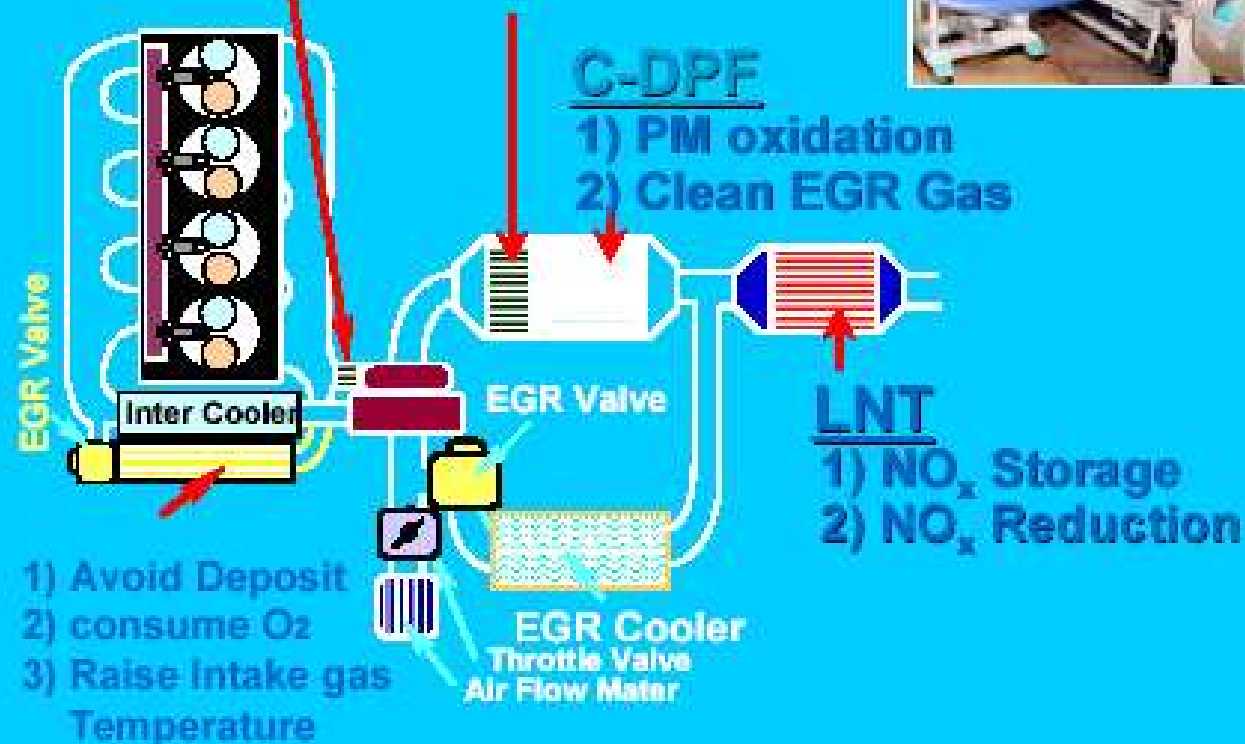 C-DPF
1) PM oxidation
2) Clean EGR Gas
EGR Valve
Inter Cooler
EGR Valve
LNT
1) NOx Storage
2) NOx Reduction
1) Avoid Deposit
2) consume O2
3) Raise Intake gas
Temperature
EGR Cooler
Throttle Valve
Air Flow Mater